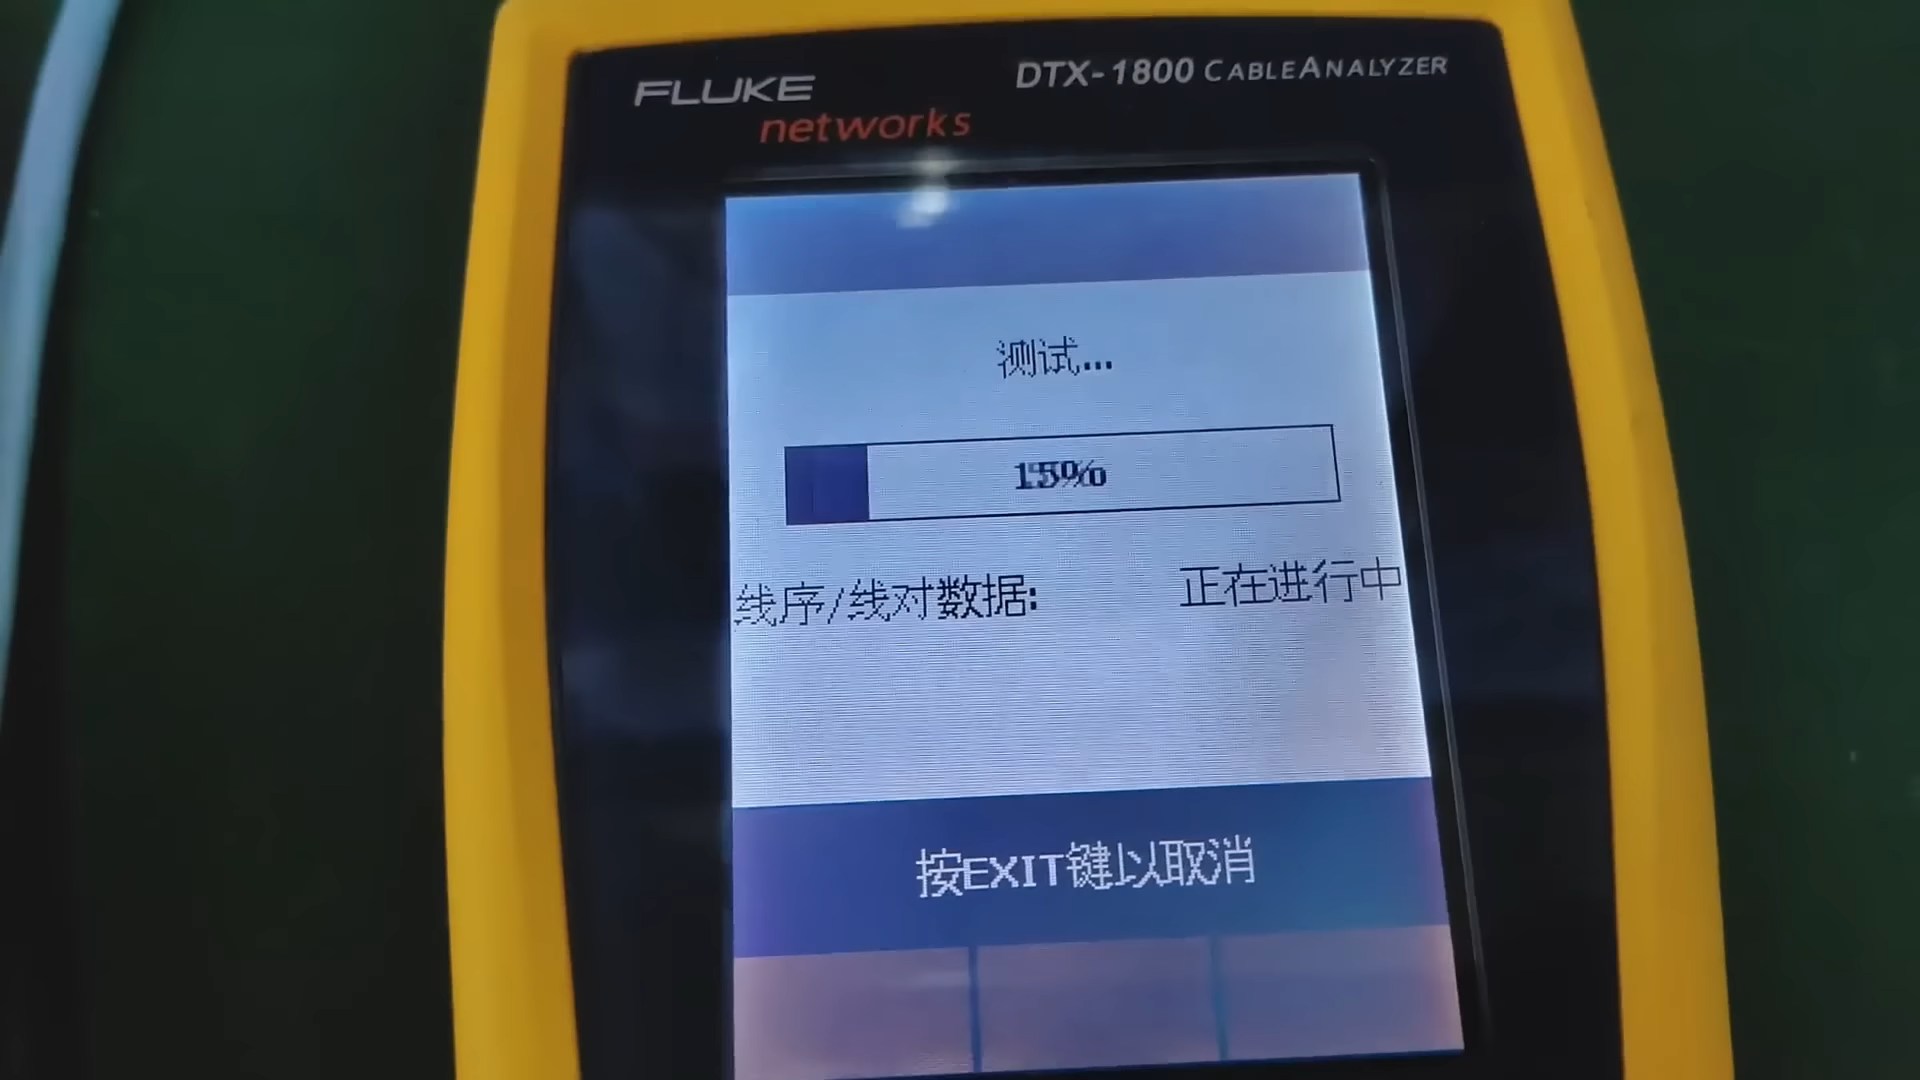 FLUKE
networks
DTX-1800 CABLEANALYZER
测试...
15%
线序/线对数据: 正在进行中
按EXIT键以取消